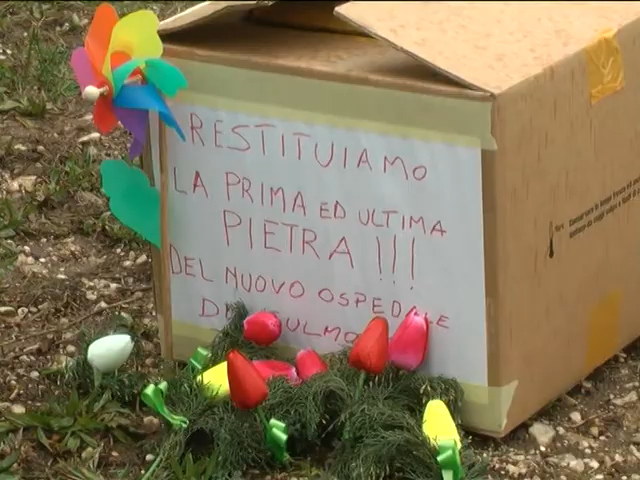 RESTITUIAMO
LA PRIMA ED ULTIMA
PIETRA !!!
DEL NUOVO OSPEDALE